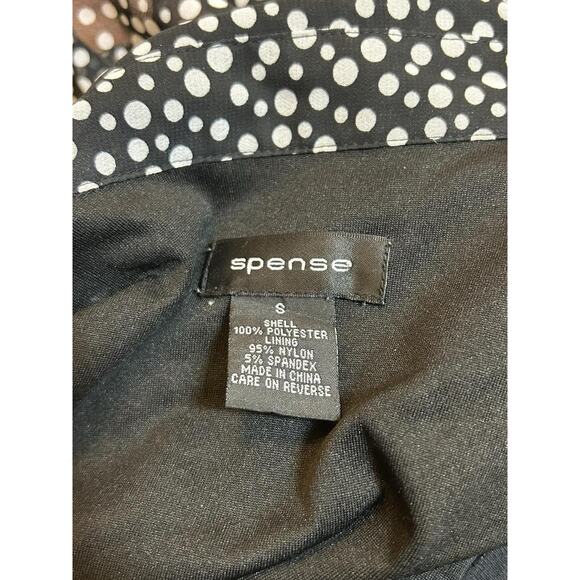 spense
S
SHELL
100% POLYESTER
LINING
95% NYLON
5% SPANDEX
MADE IN CHINA
CARE ON REVERSE